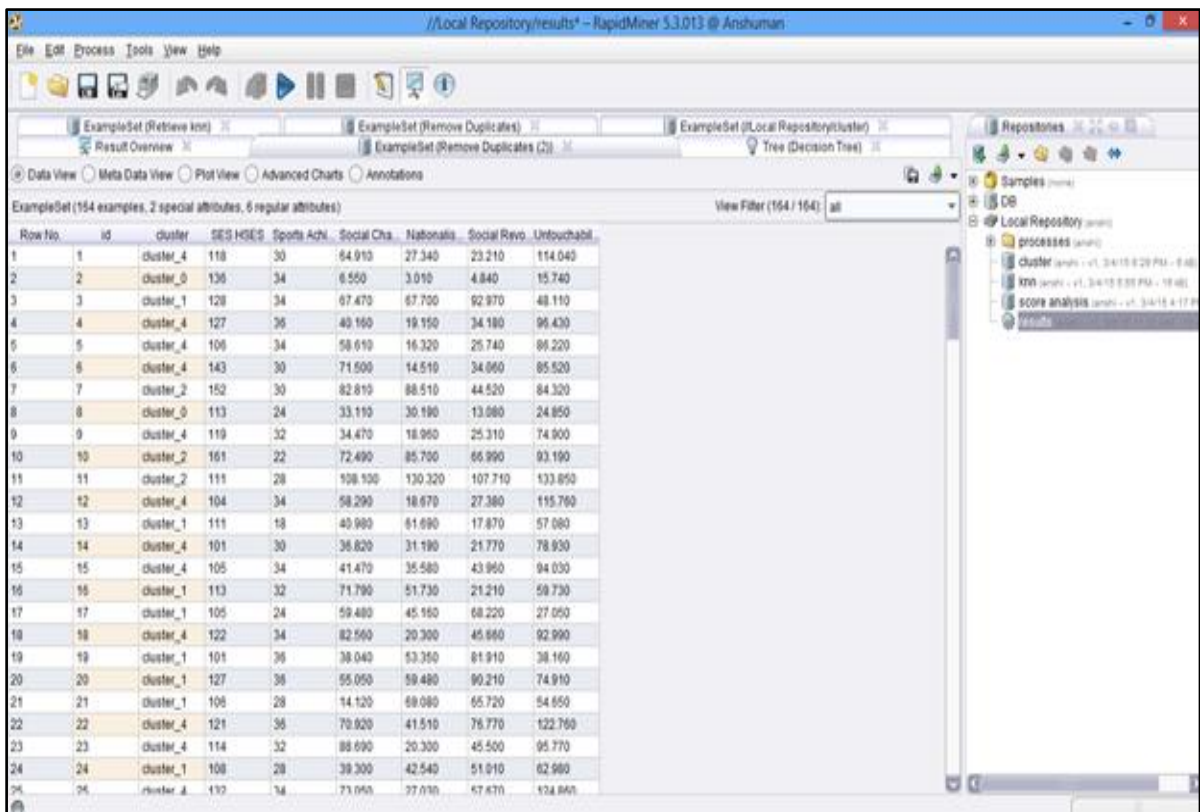 //Local Repository/results* – RapidMiner 5.3.013 @ Anshuman
File Edit Process Tools View Help
ExampleSet (Retrieve knn) ExampleSet (Remove Duplicates) ExampleSet (//Local Repository/cluster)
Result Overview ExampleSet (Remove Duplicates (2)) Tree (Decision Tree)
Data View Meta Data View Plot View Advanced Charts Annotations
ExampleSet (164 examples, 2 special attributes, 6 regular attributes) View Filter (164 / 164): all
Row No. id cluster SES HSES Sports Achi... Social Cha... Nationalis... Social Revo... Untouchabil...
1 1 cluster_4 118 30 64.910 27.340 23.210 114.040
2 2 cluster_0 136 34 6.550 3.010 4.840 15.740
3 3 cluster_1 128 34 67.470 67.700 92.970 48.110
4 4 cluster_4 127 36 40.160 19.150 34.180 96.430
5 5 cluster_4 106 34 58.610 16.320 25.740 86.220
6 6 cluster_4 143 30 71.500 14.510 34.060 85.520
7 7 cluster_2 152 30 82.810 88.510 44.520 84.320
8 8 cluster_0 113 24 33.110 30.190 13.080 24.850
9 9 cluster_4 119 32 34.470 18.960 25.310 74.900
10 10 cluster_2 161 22 72.490 85.700 66.990 93.190
11 11 cluster_2 111 28 108.100 130.320 107.710 133.850
12 12 cluster_4 104 34 58.290 18.670 27.380 115.760
13 13 cluster_1 111 18 40.980 61.690 17.870 57.080
14 14 cluster_4 101 30 36.820 31.190 21.770 78.930
15 15 cluster_4 105 34 41.470 35.580 43.960 94.030
16 16 cluster_1 113 32 71.790 51.730 21.210 59.730
17 17 cluster_1 105 24 59.480 45.160 68.220 27.050
18 18 cluster_4 122 34 82.560 20.300 45.660 92.990
19 19 cluster_1 101 36 38.040 53.350 81.910 38.160
20 20 cluster_1 127 36 55.050 59.480 90.210 74.910
21 21 cluster_1 106 28 14.120 69.080 65.720 54.650
22 22 cluster_4 121 36 70.920 41.510 76.770 122.760
23 23 cluster_4 114 32 88.690 20.300 45.500 95.770
24 24 cluster_1 108 28 39.300 42.540 51.010 62.980
25 25 cluster_4 132 34 73.050 27.030 57.670 124.860
Repositories
Samples (none)
DB
Local Repository (anshi)
processes (anshi)
cluster
knn
score analysis
results